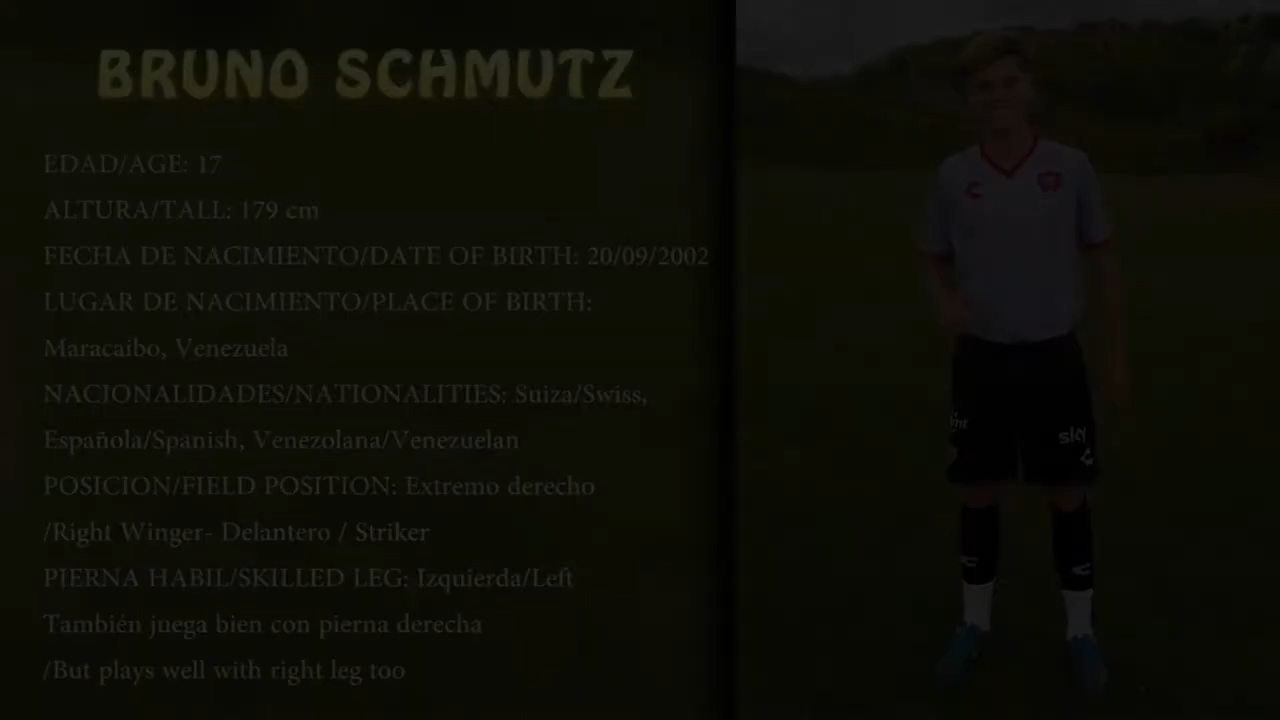 BRUNO SCHMUTZ
EDAD/AGE: 17
ALTURA/TALL: 179 cm
FECHA DE NACIMIENTO/DATE OF BIRTH: 20/09/2002
LUGAR DE NACIMIENTO/PLACE OF BIRTH:
Maracaibo, Venezuela
NACIONALIDADES/NATIONALITIES: Suiza/Swiss,
Española/Spanish, Venezolana/Venezuelan
POSICION/FIELD POSITION: Extremo derecho
/Right Winger- Delantero / Striker
PIERNA HABIL/SKILLED LEG: Izquierda/Left
También juega bien con pierna derecha
/But plays well with right leg too
sky